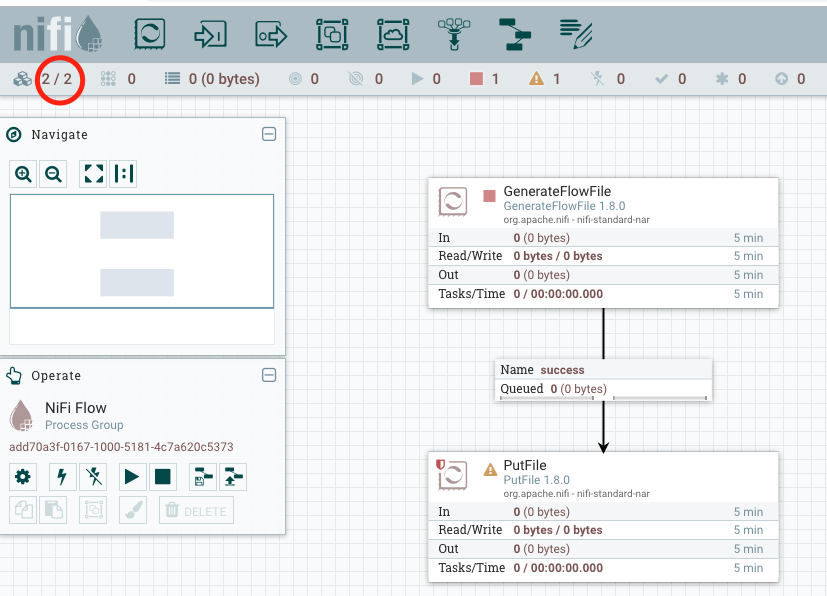 nifi
2 / 2 0 0 (0 bytes) 0 0 0 1 1 0 0 0 0
Navigate
GenerateFlowFile
GenerateFlowFile 1.8.0
org.apache.nifi - nifi-standard-nar
In 0 (0 bytes) 5 min
Read/Write 0 bytes / 0 bytes 5 min
Out 0 (0 bytes) 5 min
Tasks/Time 0 / 00:00:00.000 5 min
Name success
Queued 0 (0 bytes)
Operate
NiFi Flow
Process Group
add70a3f-0167-1000-5181-4c7a620c5373
DELETE
PutFile
PutFile 1.8.0
org.apache.nifi - nifi-standard-nar
In 0 (0 bytes) 5 min
Read/Write 0 bytes / 0 bytes 5 min
Out 0 (0 bytes) 5 min
Tasks/Time 0 / 00:00:00.000 5 min